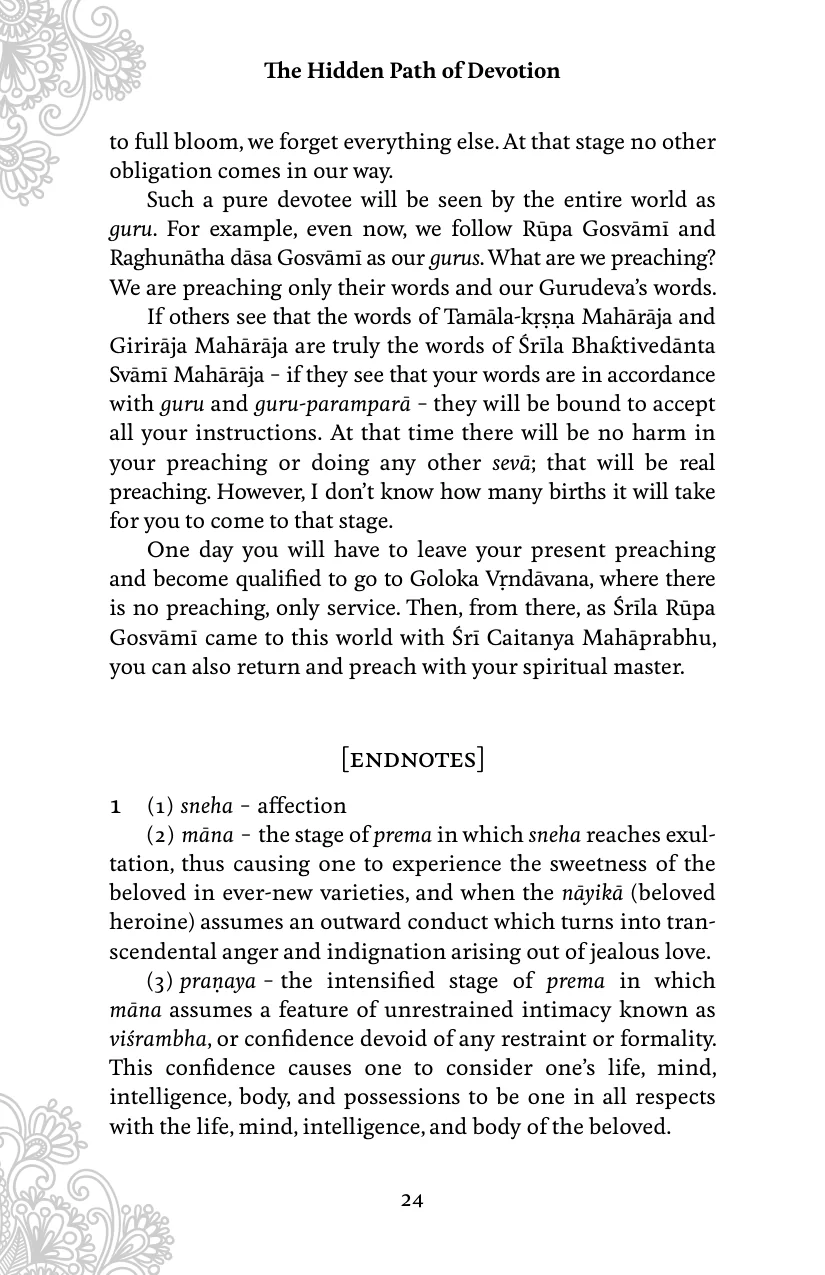 The Hidden Path of Devotion
to full bloom, we forget everything else. At that stage no other
obligation comes in our way.
Such a pure devotee will be seen by the entire world as
guru. For example, even now, we follow Rūpa Gosvāmī and
Raghunātha dāsa Gosvāmī as our gurus. What are we preaching?
We are preaching only their words and our Gurudeva’s words.
If others see that the words of Tamāla-kṛṣṇa Mahārāja and
Girirāja Mahārāja are truly the words of Śrīla Bhaktivedānta
Svāmī Mahārāja – if they see that your words are in accordance
with guru and guru-paramparā – they will be bound to accept
all your instructions. At that time there will be no harm in
your preaching or doing any other sevā; that will be real
preaching. However, I don’t know how many births it will take
for you to come to that stage.
One day you will have to leave your present preaching
and become qualified to go to Goloka Vṛndāvana, where there
is no preaching, only service. Then, from there, as Śrīla Rūpa
Gosvāmī came to this world with Śrī Caitanya Mahāprabhu,
you can also return and preach with your spiritual master.
[ENDNOTES]
1 (1) sneha – affection
(2) māna – the stage of prema in which sneha reaches exul-
tation, thus causing one to experience the sweetness of the
beloved in ever-new varieties, and when the nāyikā (beloved
heroine) assumes an outward conduct which turns into tran-
scendental anger and indignation arising out of jealous love.
(3) praṇaya – the intensified stage of prema in which
māna assumes a feature of unrestrained intimacy known as
viśrambha, or confidence devoid of any restraint or formality.
This confidence causes one to consider one’s life, mind,
intelligence, body, and possessions to be one in all respects
with the life, mind, intelligence, and body of the beloved.
24